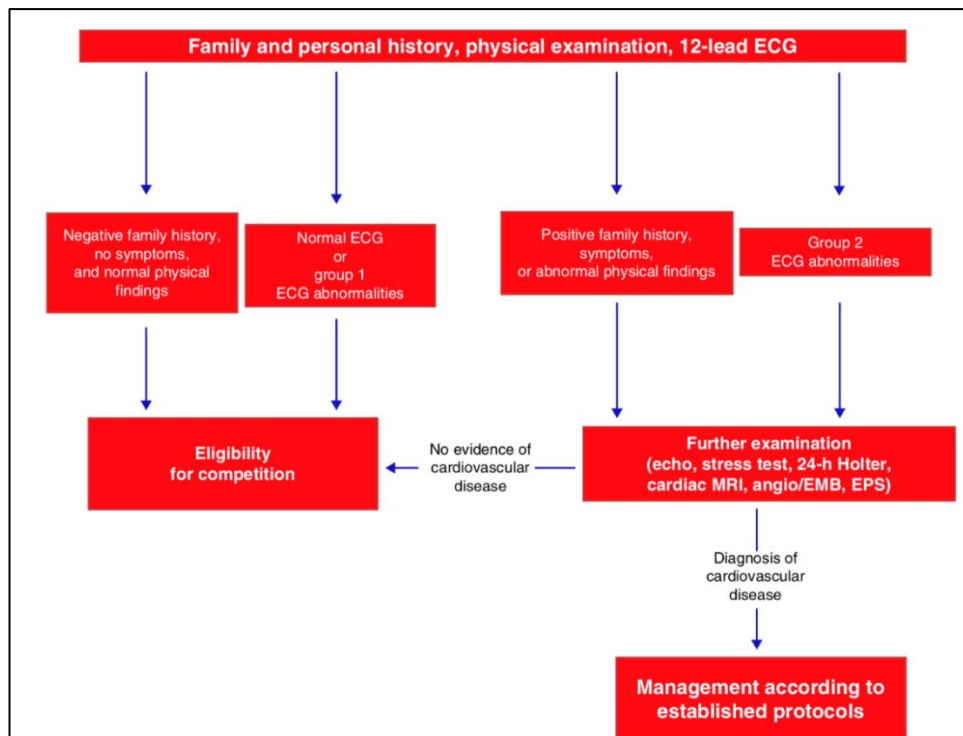 Family and personal history, physical examination, 12-lead ECG
Negative family history,
no symptoms,
and normal physical
findings
Normal ECG
or
group 1
ECG abnormalities
Positive family history,
symptoms,
or abnormal physical findings
Group 2
ECG abnormalities
Eligibility
for competition
No evidence of
cardiovascular
disease
Further examination
(echo, stress test, 24-h Holter,
cardiac MRI, angio/EMB, EPS)
Diagnosis of
cardiovascular
disease
Management according to
established protocols